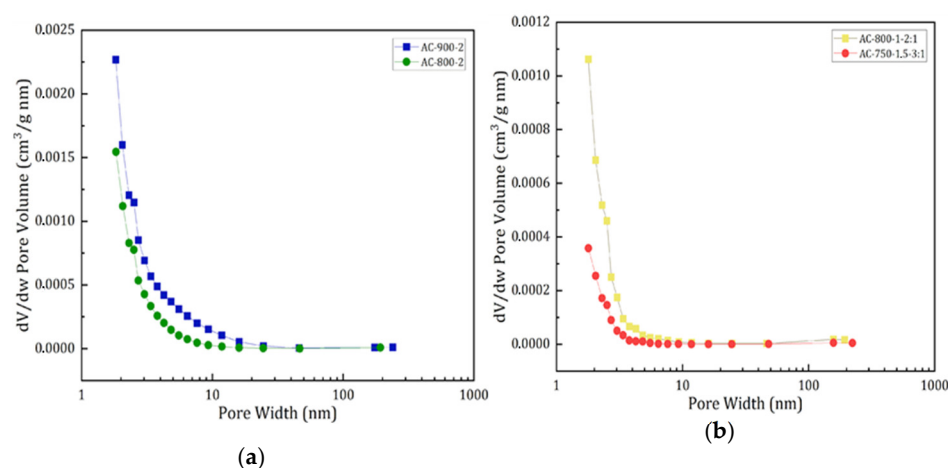 0.0025
0.0020
0.0015
0.0010
0.0005
0.0000
dV/dw Pore Volume (cm³/g nm)
AC-900-2
AC-800-2
1 10 100 1000
Pore Width (nm)
(a)
0.0012
0.0010
0.0008
0.0006
0.0004
0.0002
0.0000
dV/dw Pore Volume (cm³/g nm)
AC-800-1-2:1
AC-750-1.5-3:1
1 10 100 1000
Pore Width (nm)
(b)